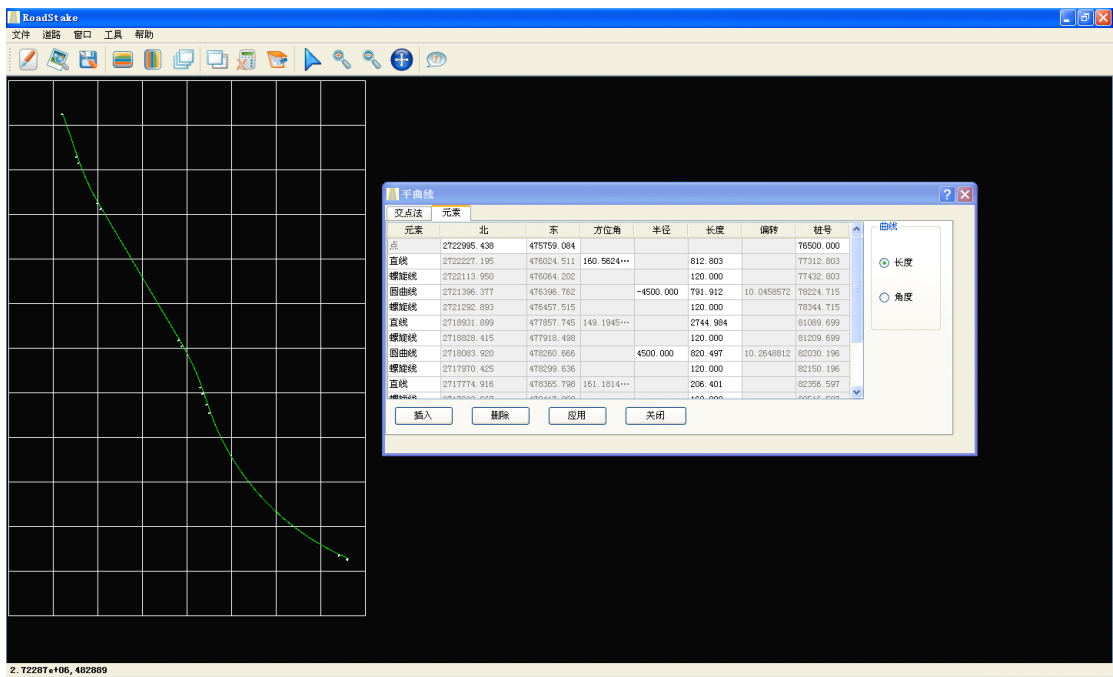 RoadStake
文件 道路 窗口 工具 帮助
平曲线
交点法 元素
元素 北 东 方位角 半径 长度 偏转 桩号
点 2722995.438 475759.084 76500.000
直线 2722227.195 476024.511 160.5624… 812.803 77312.803
螺旋线 2722113.950 476064.202 120.000 77432.803
圆曲线 2721396.377 476396.762 -4500.000 791.912 10.0458572 78224.715
螺旋线 2721292.893 476457.515 120.000 78344.715
直线 2718931.899 477857.745 149.1945… 2744.984 81089.699
螺旋线 2718828.415 477918.498 120.000 81209.699
圆曲线 2718083.920 478260.666 4500.000 820.497 10.2648812 82030.196
螺旋线 2717970.425 478299.636 120.000 82150.196
直线 2717774.916 478365.798 161.1814… 206.401 82356.597
曲线
长度
角度
插入 删除 应用 关闭
2.72287e+06,482889